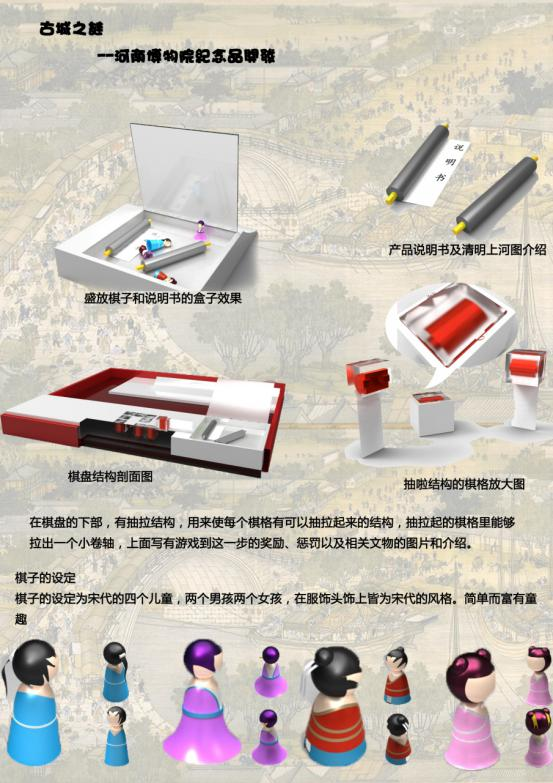 古城之谜
--河南博物院纪念品开发
说明书
产品说明书及清明上河图介绍
盛放棋子和说明书的盒子效果
棋盘结构剖面图
抽啦结构的棋格放大图
在棋盘的下部，有抽拉结构，用来使每个棋格有可以抽拉起来的结构，抽拉起的棋格里能够
拉出一个小卷轴，上面写有游戏到这一步的奖励、惩罚以及相关文物的图片和介绍。
棋子的设定
棋子的设定为宋代的四个儿童，两个男孩两个女孩，在服饰头饰上皆为宋代的风格。简单而富有童
趣